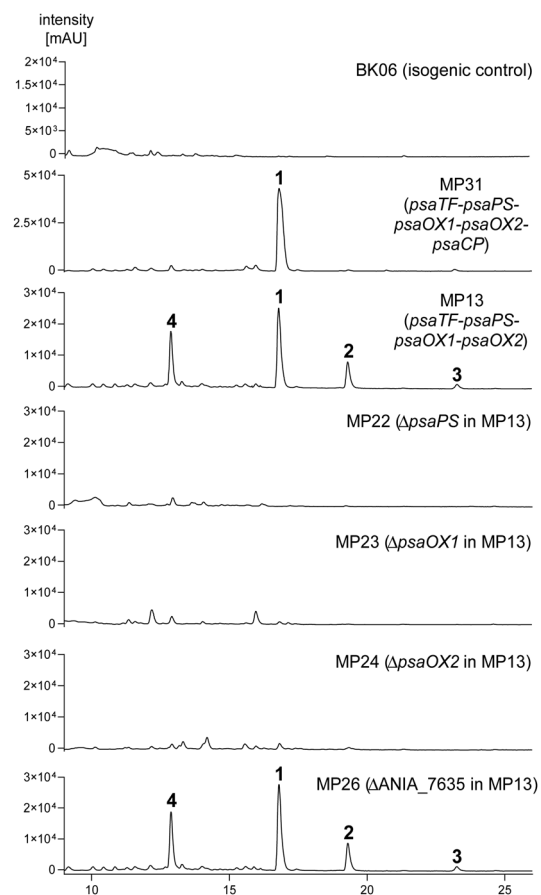 intensity
[mAU]
2×10⁴
1.5×10⁴
1×10⁴
5×10³
0
BK06 (isogenic control)
5×10⁴
2.5×10⁴
0
1
MP31
(psaTF-psaPS-
psaOX1-psaOX2-
psaCP)
3×10⁴
2×10⁴
1×10⁴
0
4
1
2
3
MP13
(psaTF-psaPS-
psaOX1-psaOX2)
3×10⁴
2×10⁴
1×10⁴
0
MP22 (ΔpsaPS in MP13)
3×10⁴
2×10⁴
1×10⁴
0
MP23 (ΔpsaOX1 in MP13)
3×10⁴
2×10⁴
1×10⁴
0
MP24 (ΔpsaOX2 in MP13)
3×10⁴
2×10⁴
1×10⁴
0
4
1
2
3
MP26 (ΔANIA_7635 in MP13)
10 15 20 25